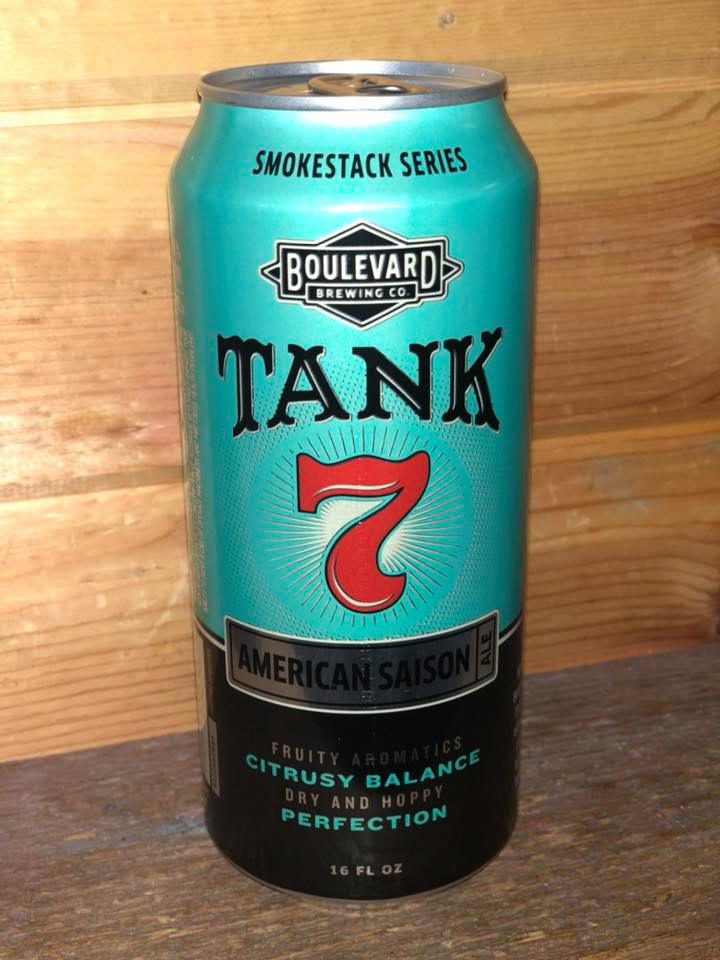 SMOKESTACK SERIES
BOULEVARD
BREWING CO.
TANK
7
AMERICAN SAISON ALE
FRUITY AROMATICS
CITRUSY BALANCE
DRY AND HOPPY
PERFECTION
16 FL OZ